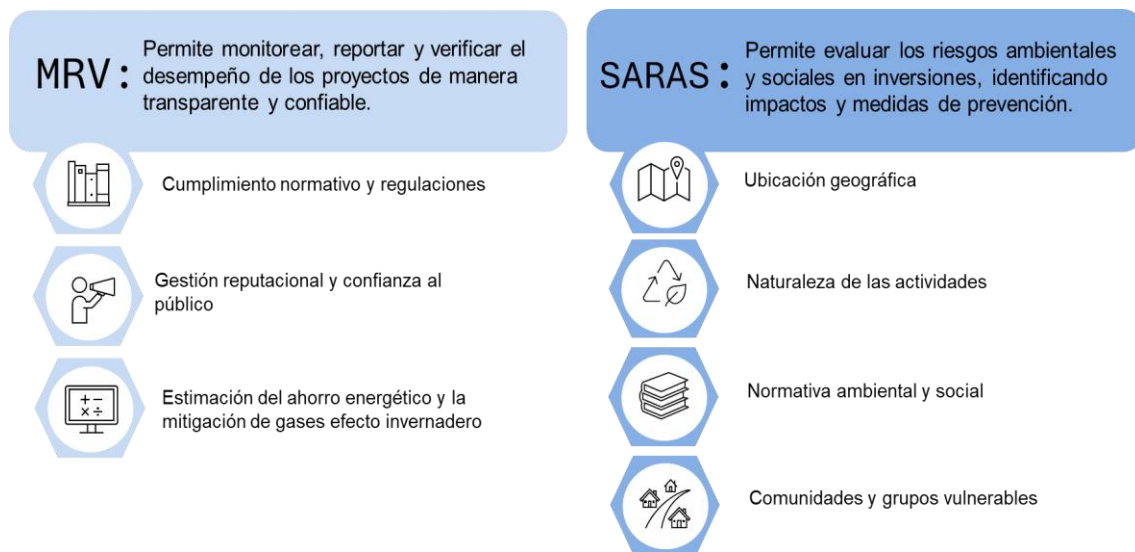 MRV:
Permite monitorear, reportar y verificar el
desempeño de los proyectos de manera
transparente y confiable.
Cumplimiento normativo y regulaciones
Gestión reputacional y confianza al
público
Estimación del ahorro energético y la
mitigación de gases efecto invernadero
SARAS:
Permite evaluar los riesgos ambientales
y sociales en inversiones, identificando
impactos y medidas de prevención.
Ubicación geográfica
Naturaleza de las actividades
Normativa ambiental y social
Comunidades y grupos vulnerables